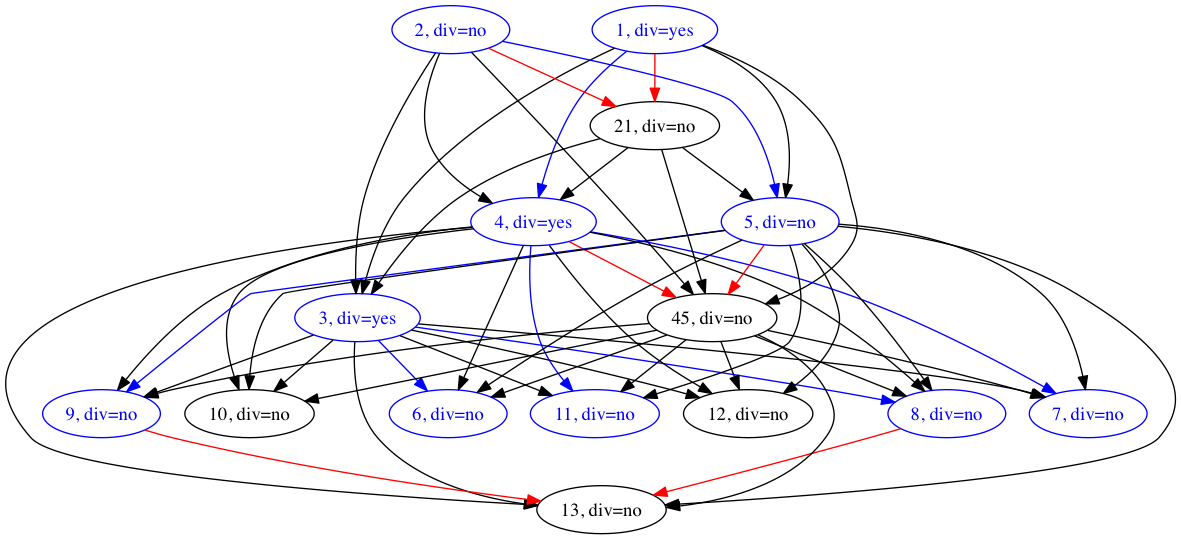 2, div=no
1, div=yes
21, div=no
4, div=yes
5, div=no
3, div=yes
45, div=no
9, div=no
10, div=no
6, div=no
11, div=no
12, div=no
8, div=no
7, div=no
13, div=no